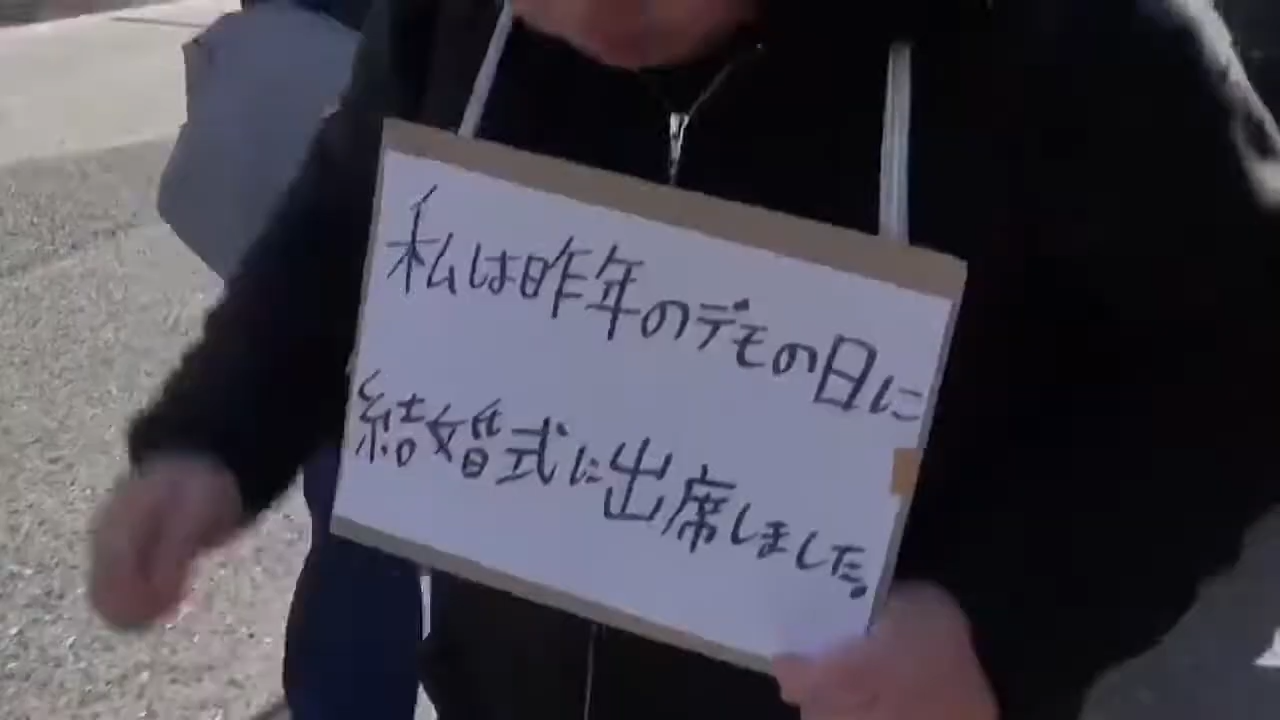 私は昨年のデモの日に
結婚式に出席しました。